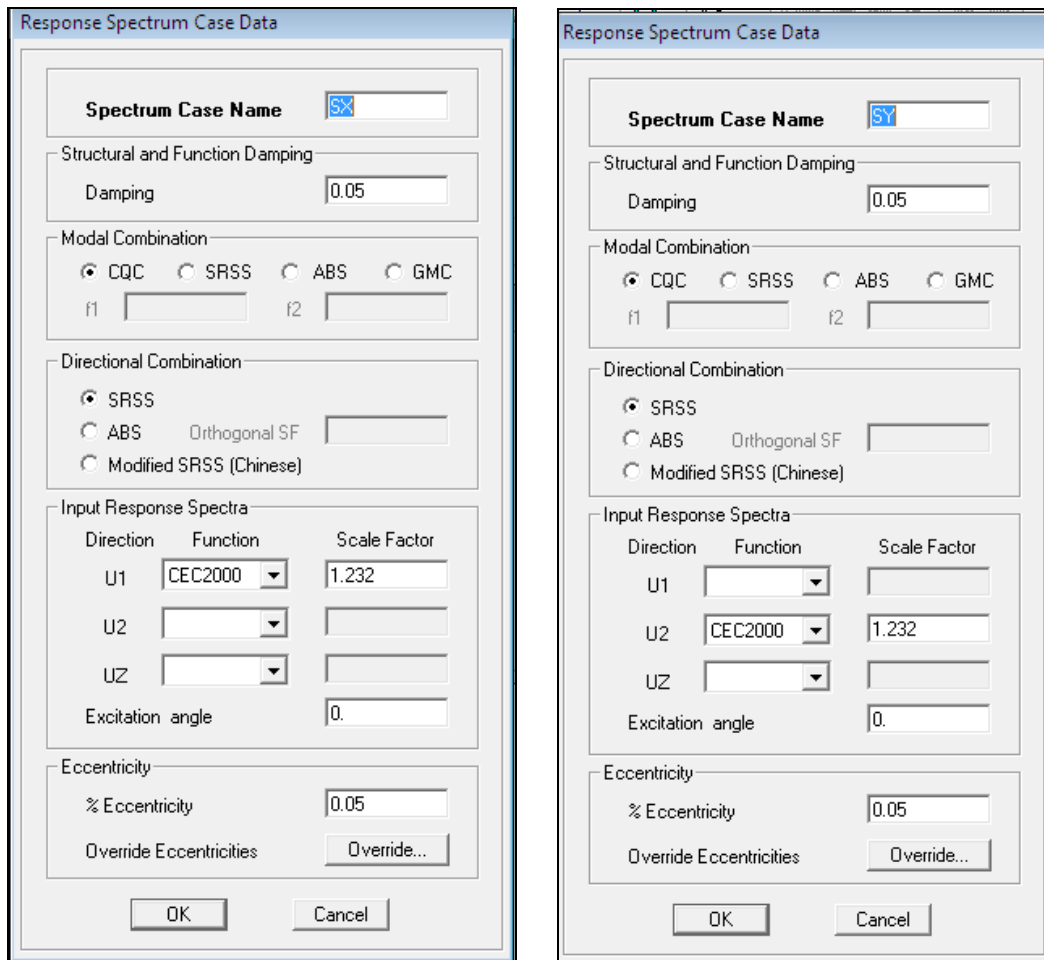 Response Spectrum Case Data
Spectrum Case Name SX
Structural and Function Damping
Damping 0.05
Modal Combination
CQC SRSS ABS GMC
f1 f2
Directional Combination
SRSS
ABS Orthogonal SF
Modified SRSS (Chinese)
Input Response Spectra
Direction Function Scale Factor
U1 CEC2000 1.232
U2
UZ
Excitation angle 0.
Eccentricity
% Eccentricity 0.05
Override Eccentricities Override...
OK Cancel
Response Spectrum Case Data
Spectrum Case Name SY
Structural and Function Damping
Damping 0.05
Modal Combination
CQC SRSS ABS GMC
f1 f2
Directional Combination
SRSS
ABS Orthogonal SF
Modified SRSS (Chinese)
Input Response Spectra
Direction Function Scale Factor
U1
U2 CEC2000 1.232
UZ
Excitation angle 0.
Eccentricity
% Eccentricity 0.05
Override Eccentricities Override...
OK Cancel